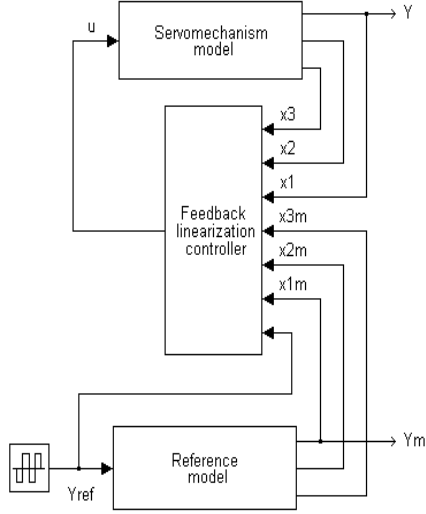 u
Servomechanism
model
Y
x3
x2
x1
Feedback
linearization
controller
x3m
x2m
x1m
Reference
model
Ym
Yref